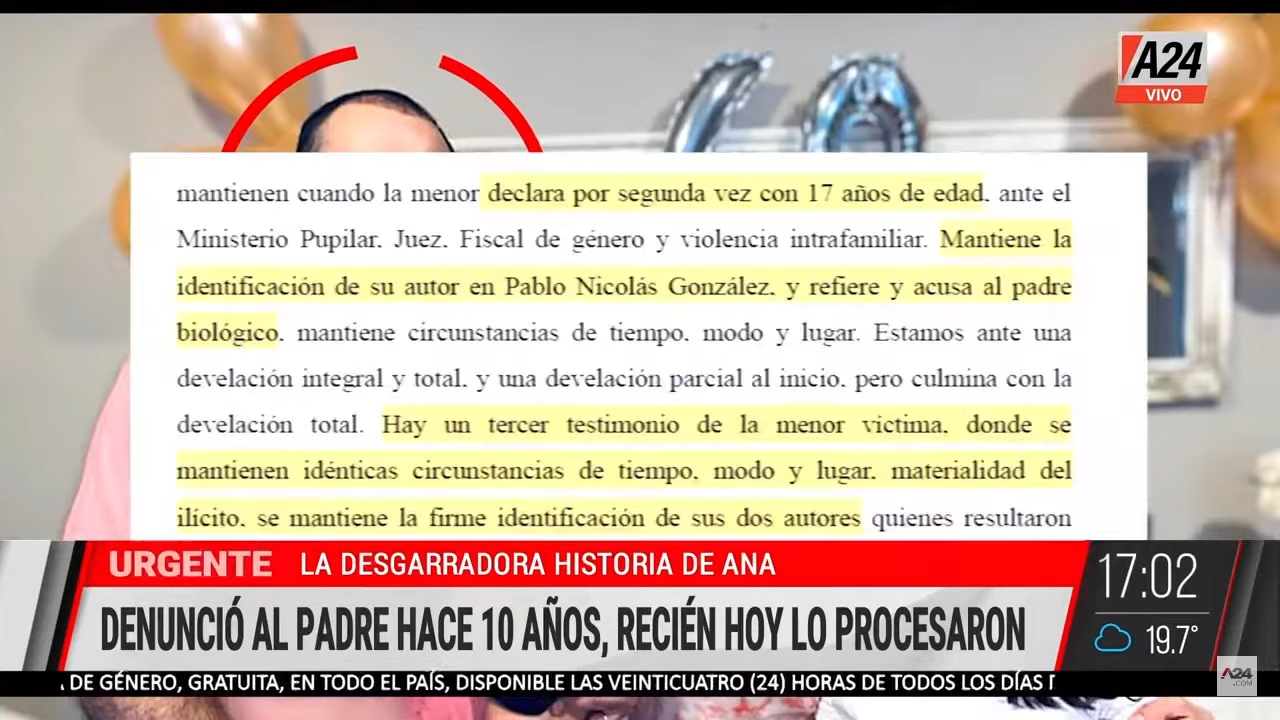 A24
VIVO
mantienen cuando la menor declara por segunda vez con 17 años de edad, ante el
Ministerio Pupilar. Juez. Fiscal de género y violencia intrafamiliar. Mantiene la
identificación de su autor en Pablo Nicolás González, y refiere y acusa al padre
biológico, mantiene circunstancias de tiempo, modo y lugar. Estamos ante una
develación integral y total, y una develación parcial al inicio, pero culmina con la
develación total. Hay un tercer testimonio de la menor victima, donde se
mantienen idénticas circunstancias de tiempo, modo y lugar, materialidad del
ilícito, se mantiene la firme identificación de sus dos autores quienes resultaron
URGENTE LA DESGARRADORA HISTORIA DE ANA
DENUNCIÓ AL PADRE HACE 10 AÑOS, RECIÉN HOY LO PROCESARON
17:02
19.7°
DE GÉNERO, GRATUITA, EN TODO EL PAÍS, DISPONIBLE LAS VEINTICUATRO (24) HORAS DE TODOS LOS DÍAS
A24
.COM